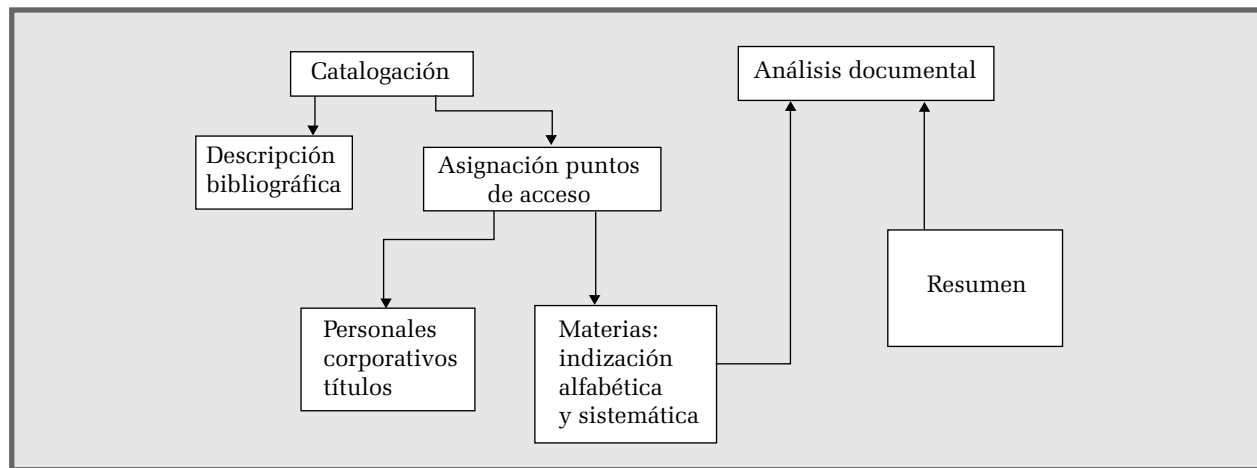 Catalogación
Análisis documental
Descripción
bibliográfica
Asignación puntos
de acceso
Resumen
Personales
corporativos
títulos
Materias:
indización
alfabética
y sistemática